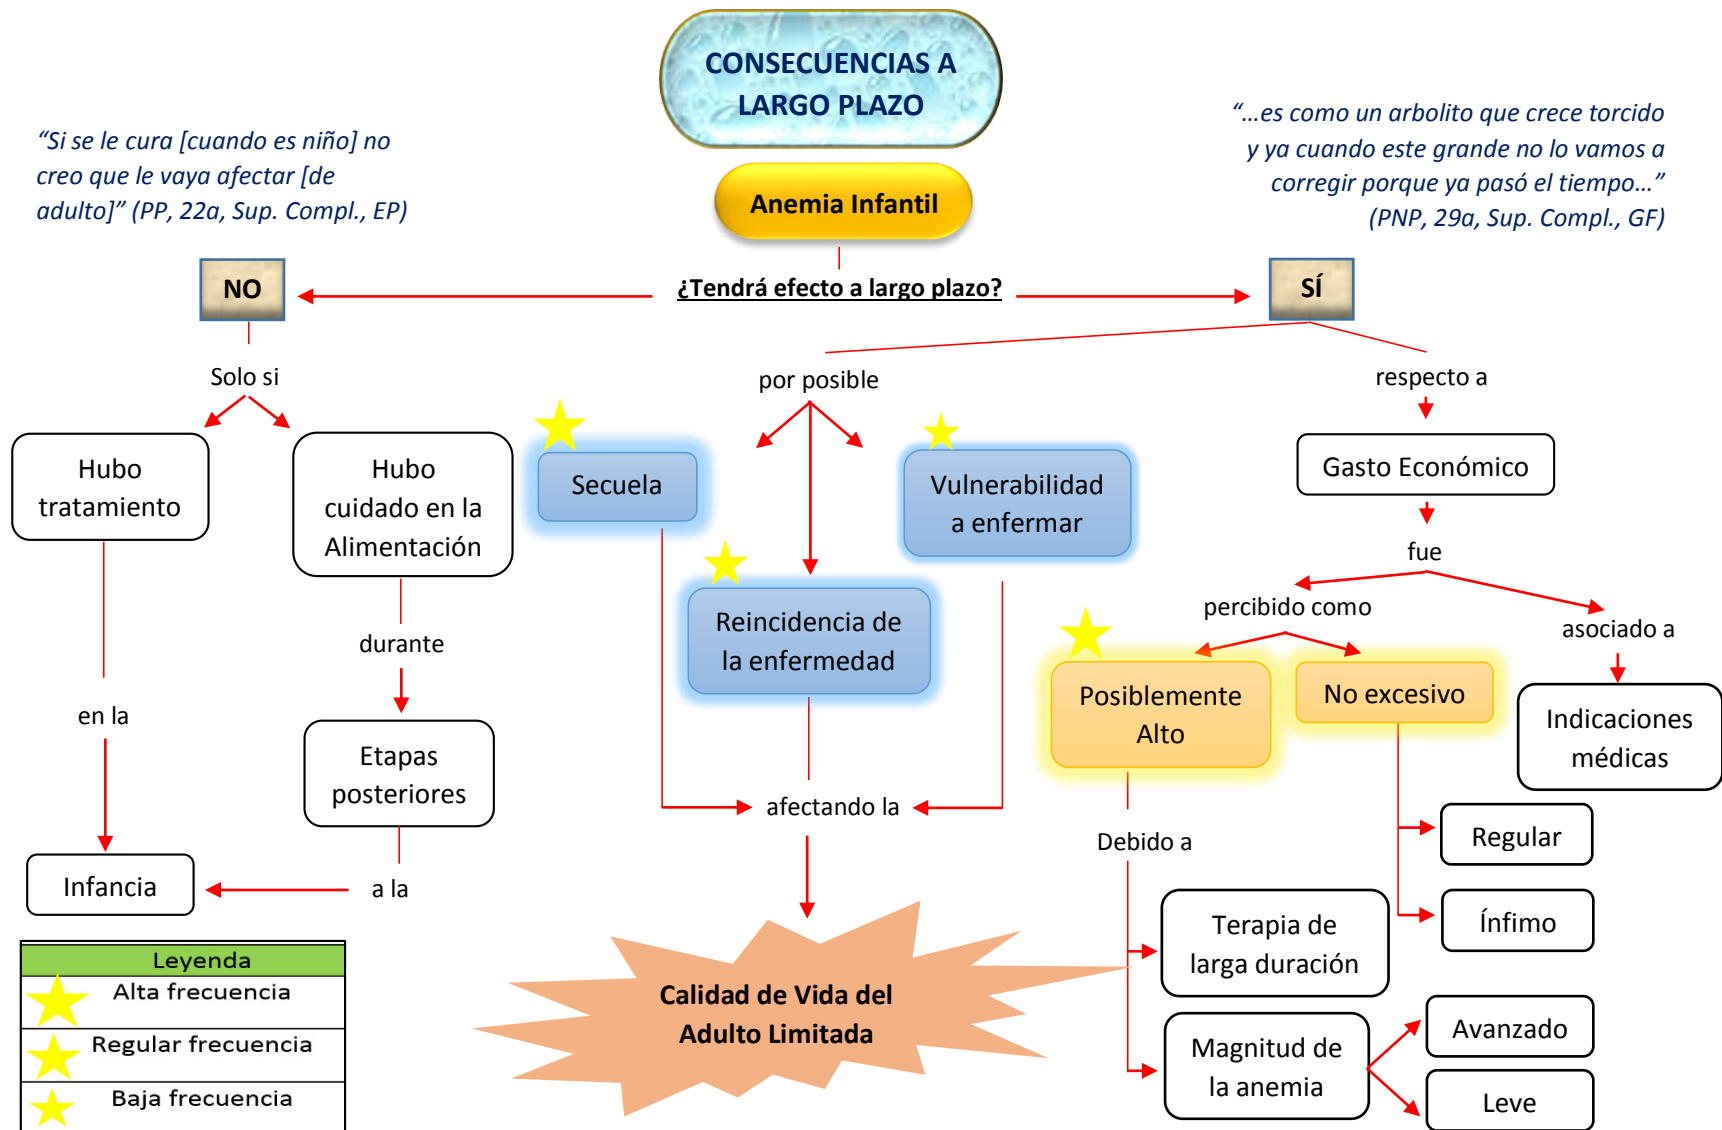 CONSECUENCIAS A
LARGO PLAZO
“Si se le cura [cuando es niño] no
creo que le vaya afectar [de
adulto]” (PP, 22a, Sup. Compl., EP)
“...es como un arbolito que crece torcido
y ya cuando este grande no lo vamos a
corregir porque ya pasó el tiempo...”
(PNP, 29a, Sup. Compl., GF)
Anemia Infantil
¿Tendrá efecto a largo plazo?
NO
SÍ
Solo si
por posible
respecto a
Hubo
tratamiento
Hubo
cuidado en la
Alimentación
Secuela
Vulnerabilidad
a enfermar
Gasto Económico
fue
Reincidencia de
la enfermedad
percibido como
asociado a
durante
en la
Posiblemente
Alto
No excesivo
Indicaciones
médicas
Etapas
posteriores
afectando la
Debido a
Regular
Infancia
a la
Ínfimo
Terapia de
larga duración
Calidad de Vida del
Adulto Limitada
Magnitud de
la anemia
Avanzado
Leve
Leyenda
Alta frecuencia
Regular frecuencia
Baja frecuencia